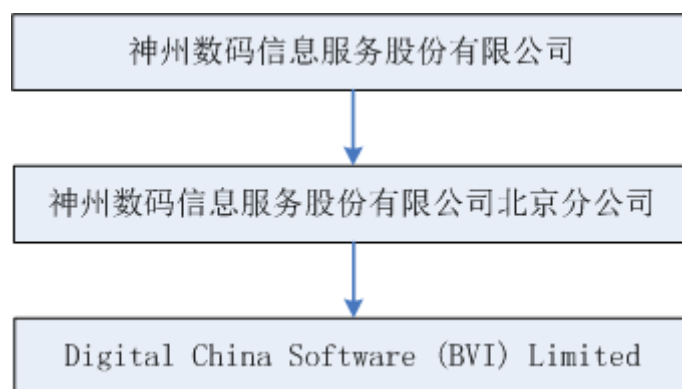 神州数码信息服务股份有限公司
神州数码信息服务股份有限公司北京分公司
Digital China Software (BVI) Limited